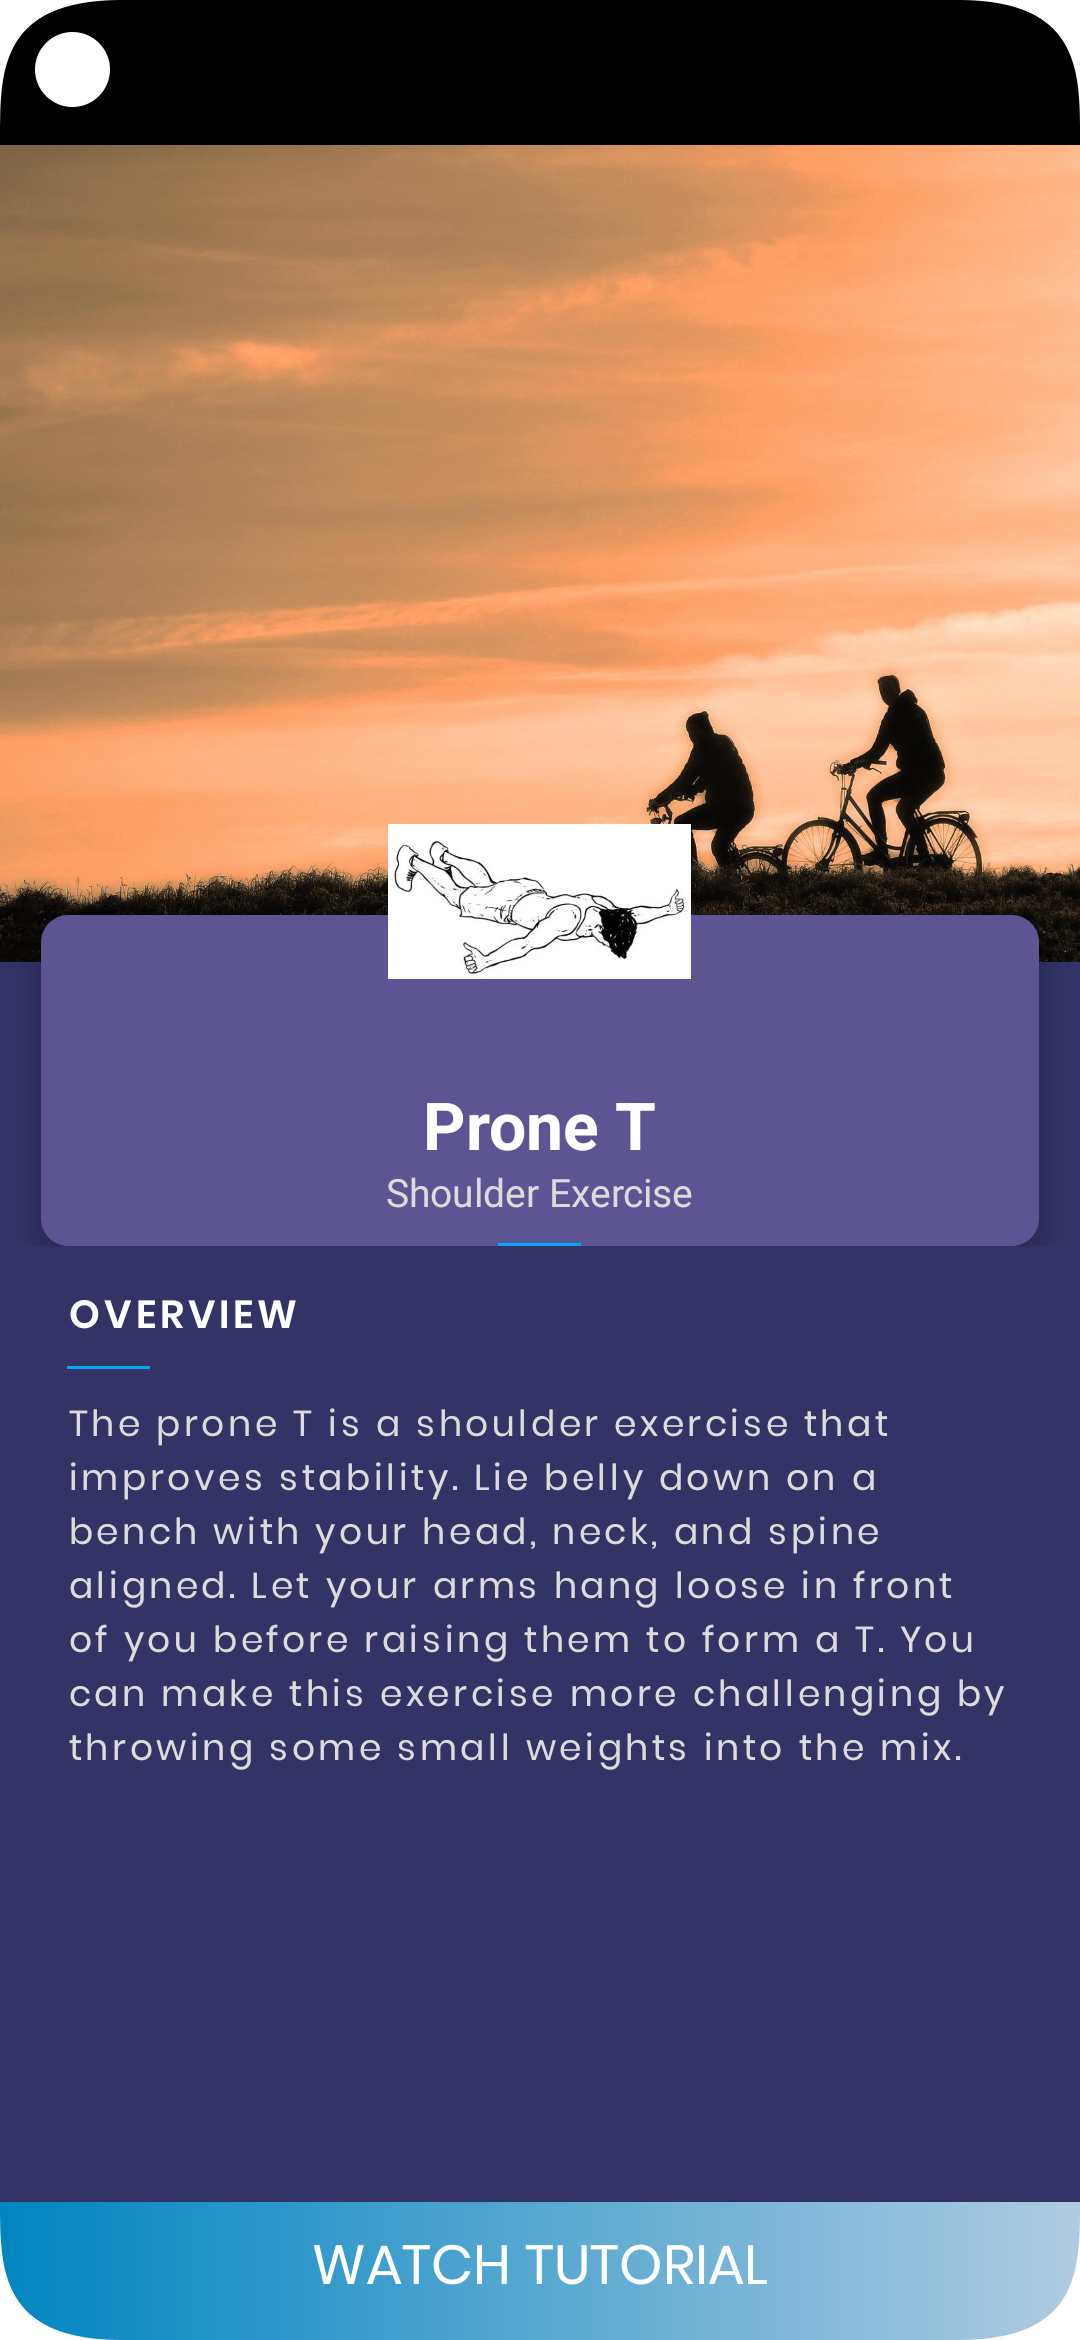 Prone T
Shoulder Exercise
OVERVIEW
The prone T is a shoulder exercise that
improves stability. Lie belly down on a
bench with your head, neck, and spine
aligned. Let your arms hang loose in front
of you before raising them to form a T. You
can make this exercise more challenging by
throwing some small weights into the mix.
WATCH TUTORIAL